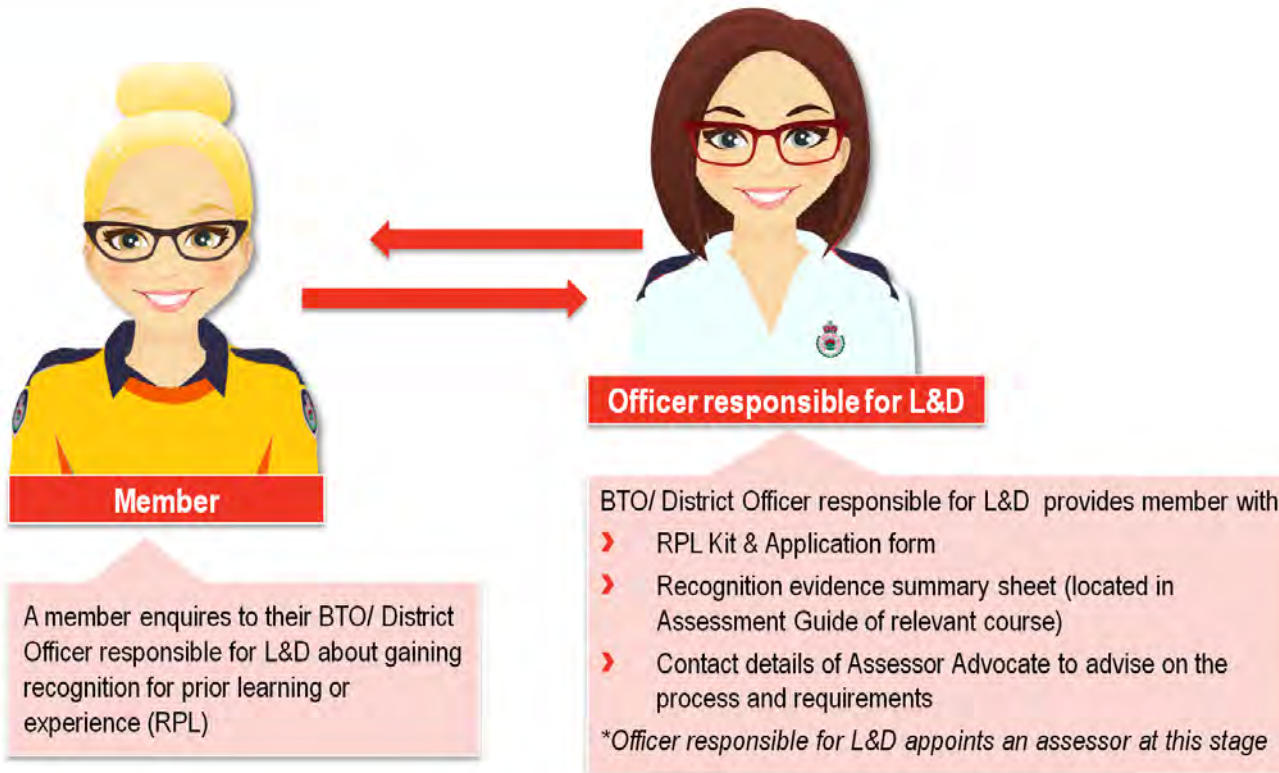 Member
A member enquires to their BTO/ District
Officer responsible for L&D about gaining
recognition for prior learning or
experience (RPL)
Officer responsible for L&D
BTO/ District Officer responsible for L&D provides member with
› RPL Kit & Application form
› Recognition evidence summary sheet (located in
Assessment Guide of relevant course)
› Contact details of Assessor Advocate to advise on the
process and requirements
*Officer responsible for L&D appoints an assessor at this stage